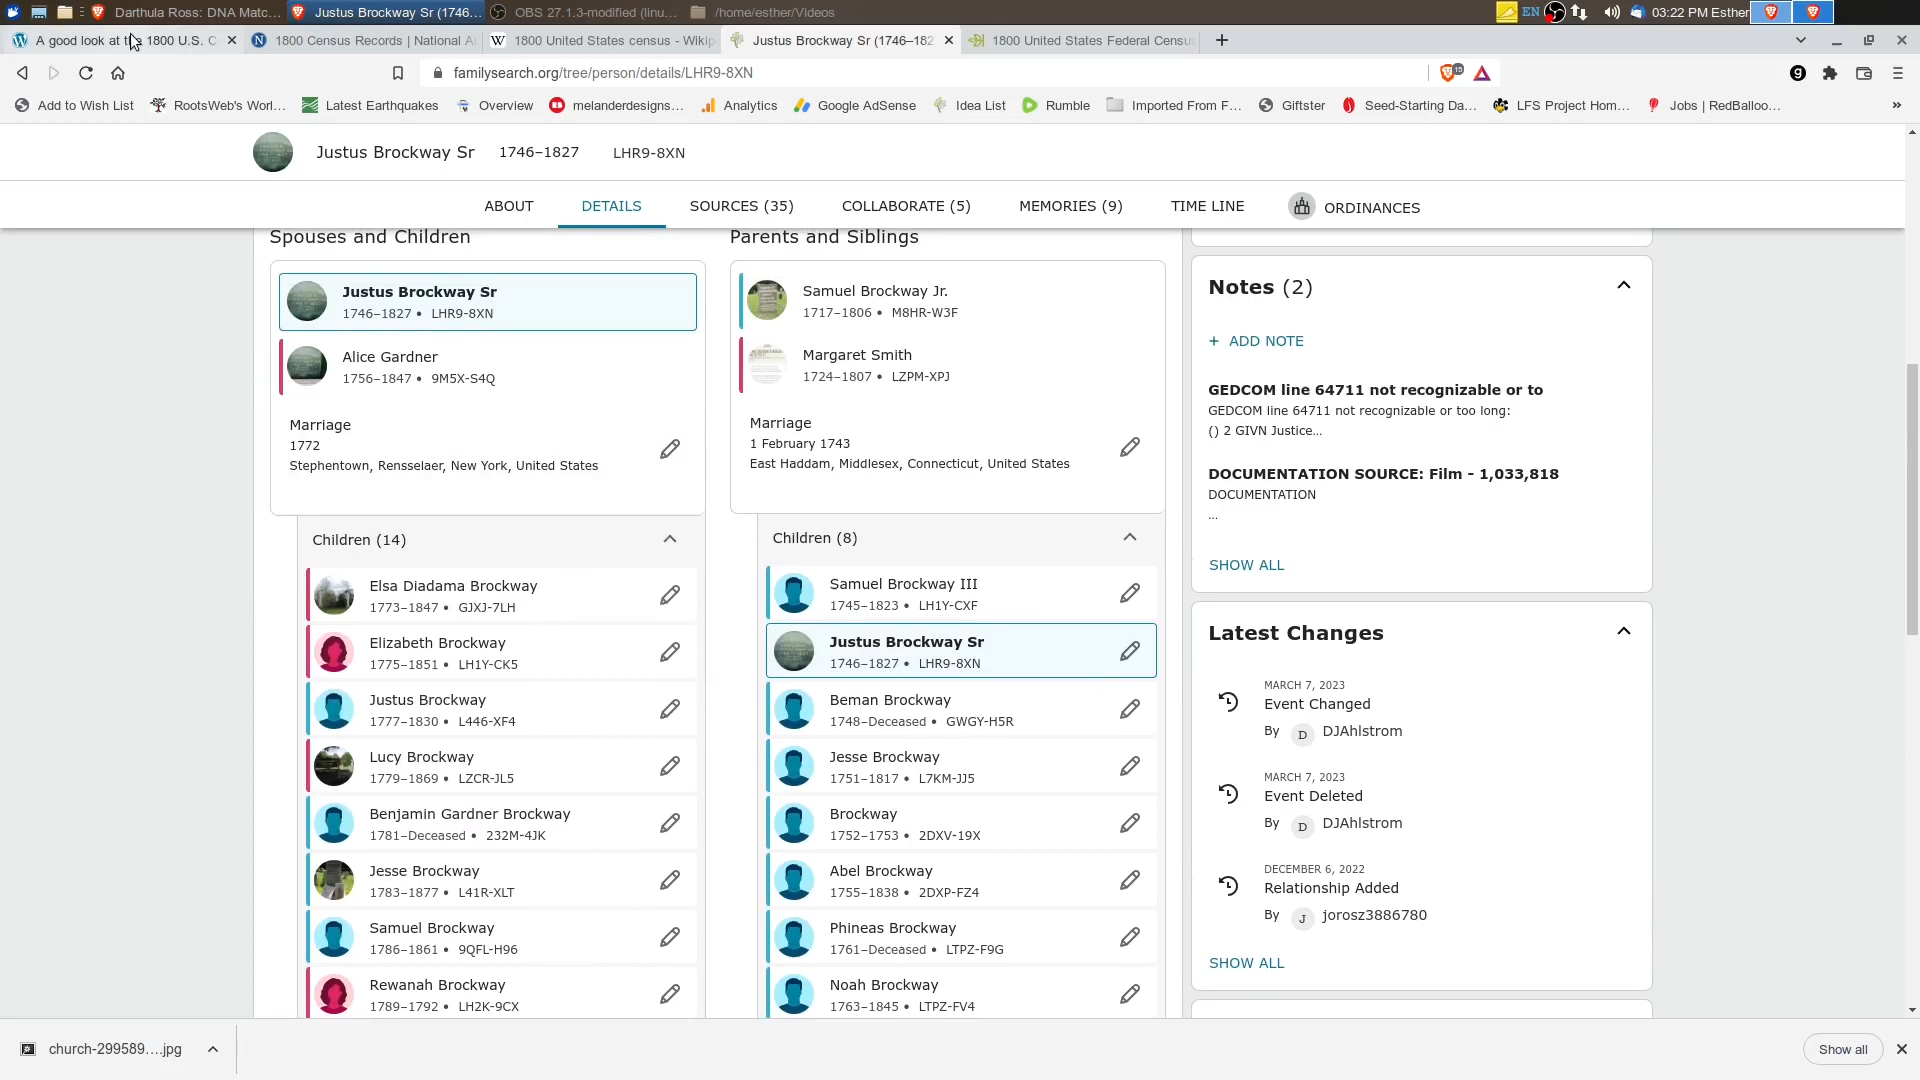 Darthula Ross: DNA Matc...
Justus Brockway Sr (1746...
OBS 27.1.3-modified (linu...
/home/esther/Videos
EN
03:22 PM Esther
A good look at the 1800 U.S. C
1800 Census Records | National A
1800 United States census - Wikip
Justus Brockway Sr (1746–182
1800 United States Federal Censu
familysearch.org/tree/person/details/LHR9-8XN
15
Add to Wish List
RootsWeb's Worl...
Latest Earthquakes
Overview
melanderdesigns...
Analytics
Google AdSense
Idea List
Rumble
Imported From F...
Giftster
Seed-Starting Da...
LFS Project Hom...
Jobs | RedBalloo...
»
Justus Brockway Sr 1746–1827 LHR9-8XN
ABOUT
DETAILS
SOURCES (35)
COLLABORATE (5)
MEMORIES (9)
TIME LINE
ORDINANCES
Spouses and Children
Justus Brockway Sr
1746–1827 • LHR9-8XN
Alice Gardner
1756–1847 • 9M5X-S4Q
Marriage
1772
Stephentown, Rensselaer, New York, United States
Children (14)
Elsa Diadama Brockway
1773–1847 • GJXJ-7LH
Elizabeth Brockway
1775–1851 • LH1Y-CK5
Justus Brockway
1777–1830 • L446-XF4
Lucy Brockway
1779–1869 • LZCR-JL5
Benjamin Gardner Brockway
1781–Deceased • 232M-4JK
Jesse Brockway
1783–1877 • L41R-XLT
Samuel Brockway
1786–1861 • 9QFL-H96
Rewanah Brockway
1789–1792 • LH2K-9CX
Parents and Siblings
Samuel Brockway Jr.
1717–1806 • M8HR-W3F
Margaret Smith
1724–1807 • LZPM-XPJ
Marriage
1 February 1743
East Haddam, Middlesex, Connecticut, United States
Children (8)
Samuel Brockway III
1745–1823 • LH1Y-CXF
Justus Brockway Sr
1746–1827 • LHR9-8XN
Beman Brockway
1748–Deceased • GWGY-H5R
Jesse Brockway
1751–1817 • L7KM-JJ5
Brockway
1752–1753 • 2DXV-19X
Abel Brockway
1755–1838 • 2DXP-FZ4
Phineas Brockway
1761–Deceased • LTPZ-F9G
Noah Brockway
1763–1845 • LTPZ-FV4
Notes (2)
+ ADD NOTE
GEDCOM line 64711 not recognizable or to
GEDCOM line 64711 not recognizable or too long:
() 2 GIVN Justice...
DOCUMENTATION SOURCE: Film - 1,033,818
DOCUMENTATION
...
SHOW ALL
Latest Changes
MARCH 7, 2023
Event Changed
By D DJAhlstrom
MARCH 7, 2023
Event Deleted
By D DJAhlstrom
DECEMBER 6, 2022
Relationship Added
By J jorosz3886780
SHOW ALL
church-299589....jpg
Show all